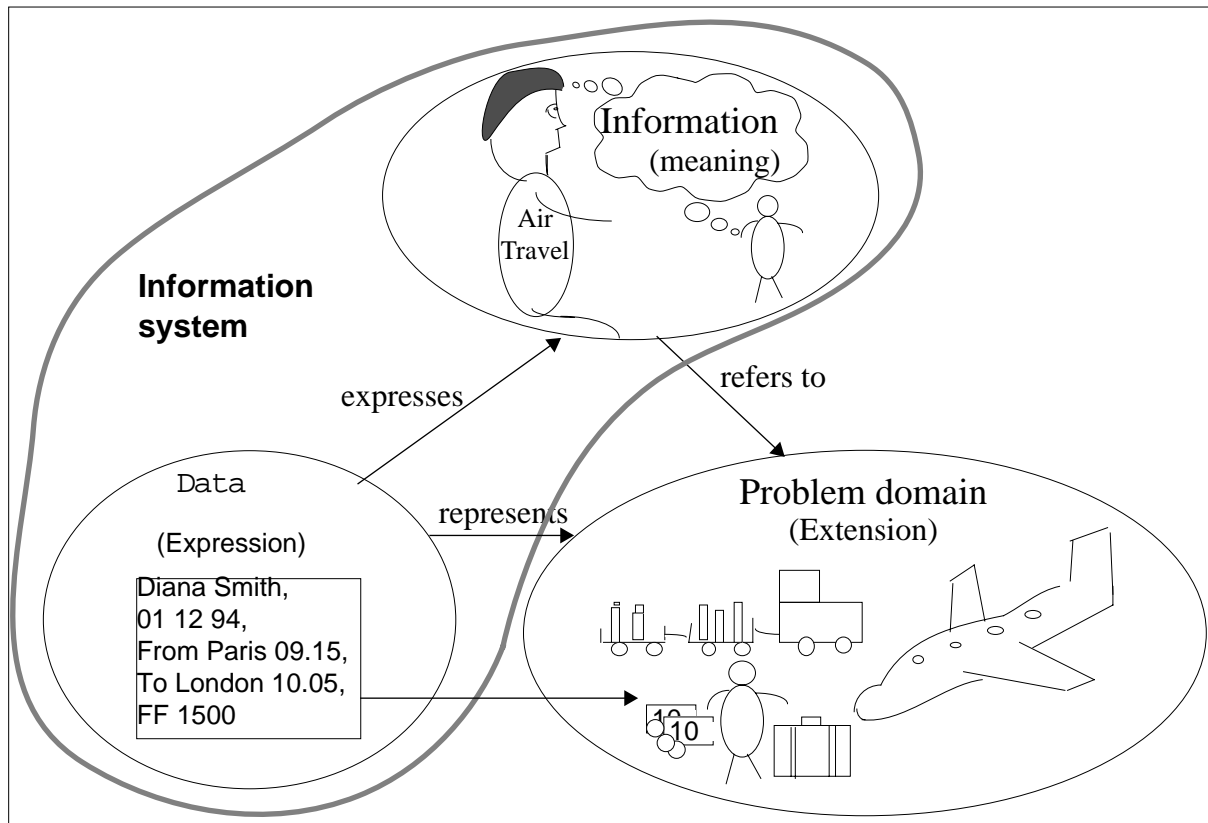 Information
(meaning)
Air
Travel
Information
system
expresses
refers to
Data
(Expression)
represents
Problem domain
(Extension)
Diana Smith,
01 12 94,
From Paris 09.15,
To London 10.05,
FF 1500
10
10